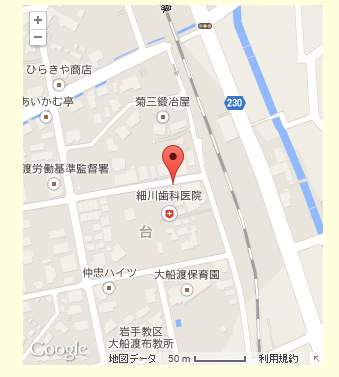 +
−
ひらきや商店
あいかむ亭
菊三鍛冶屋
230
渡労働基準監督署
細川歯科医院
台
仲忠ハイツ
大船渡保育園
岩手教区
大船渡布教所
Google
地図データ 50 m 利用規約